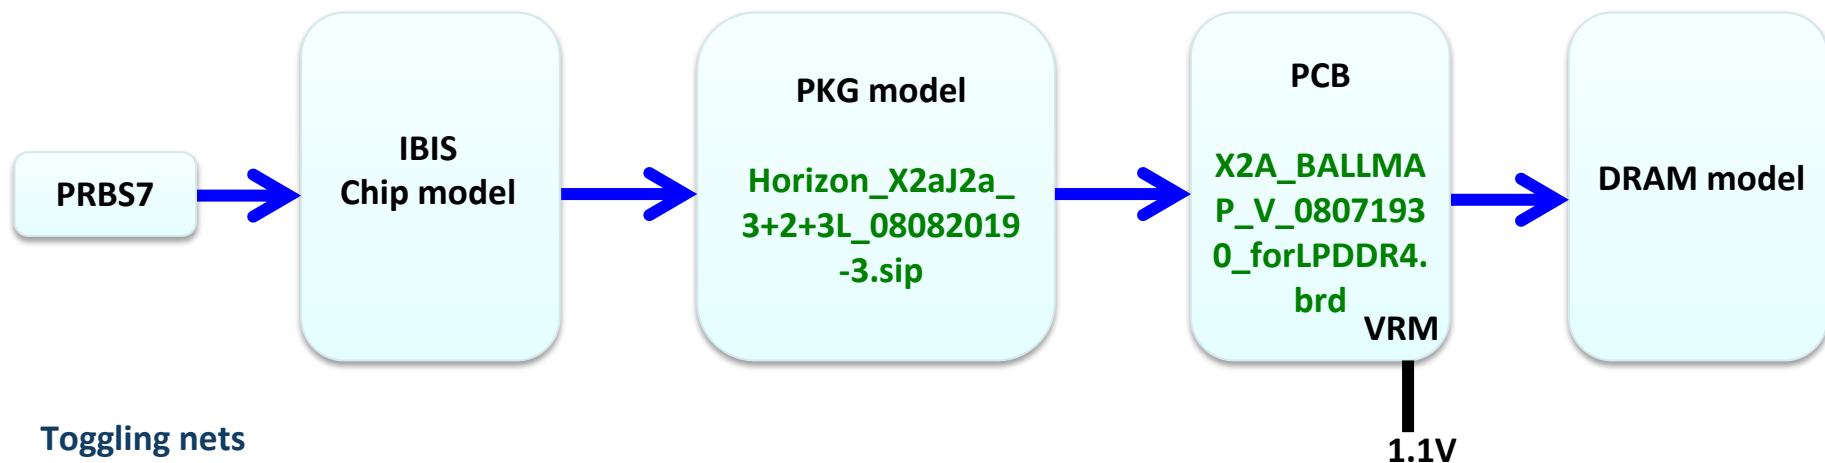 PRBS7
IBIS
Chip model
PKG model
Horizon_X2aJ2a_
3+2+3L_08082019
-3.sip
PCB
X2A_BALLMA
P_V_0807193
0_forLPDDR4.
brd
VRM
1.1V
DRAM model
Toggling nets